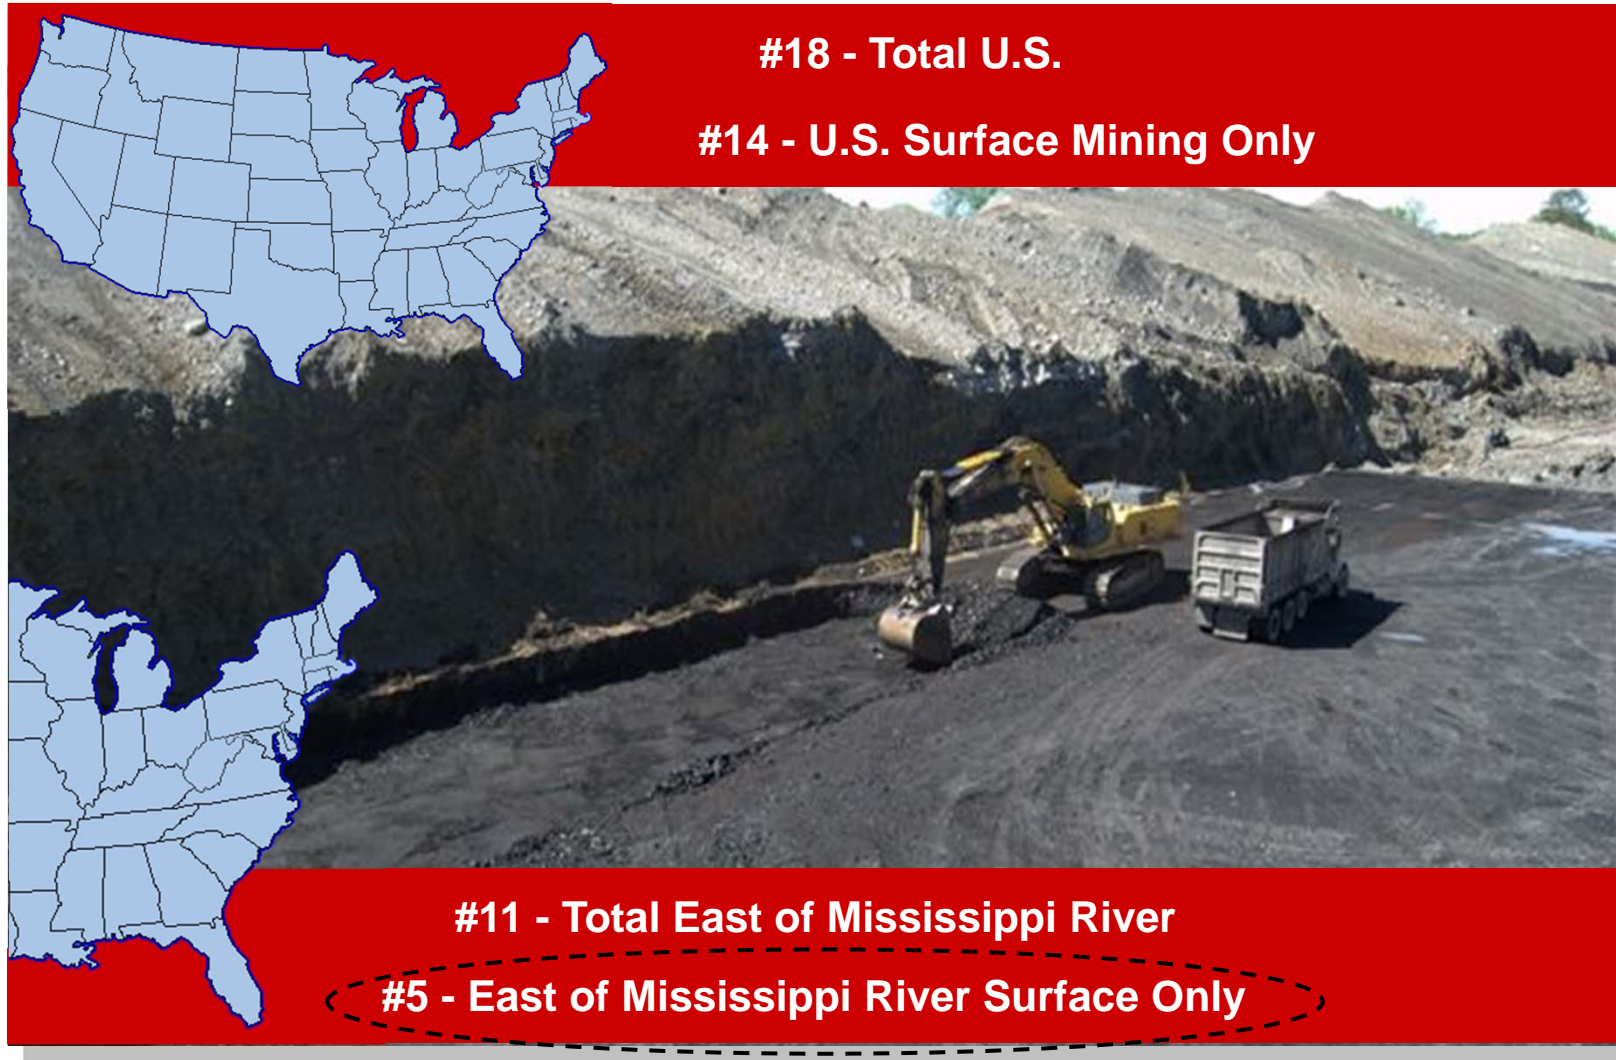 #18 - Total U.S.
#14 - U.S. Surface Mining Only
#11 - Total East of Mississippi River
#5 - East of Mississippi River Surface Only